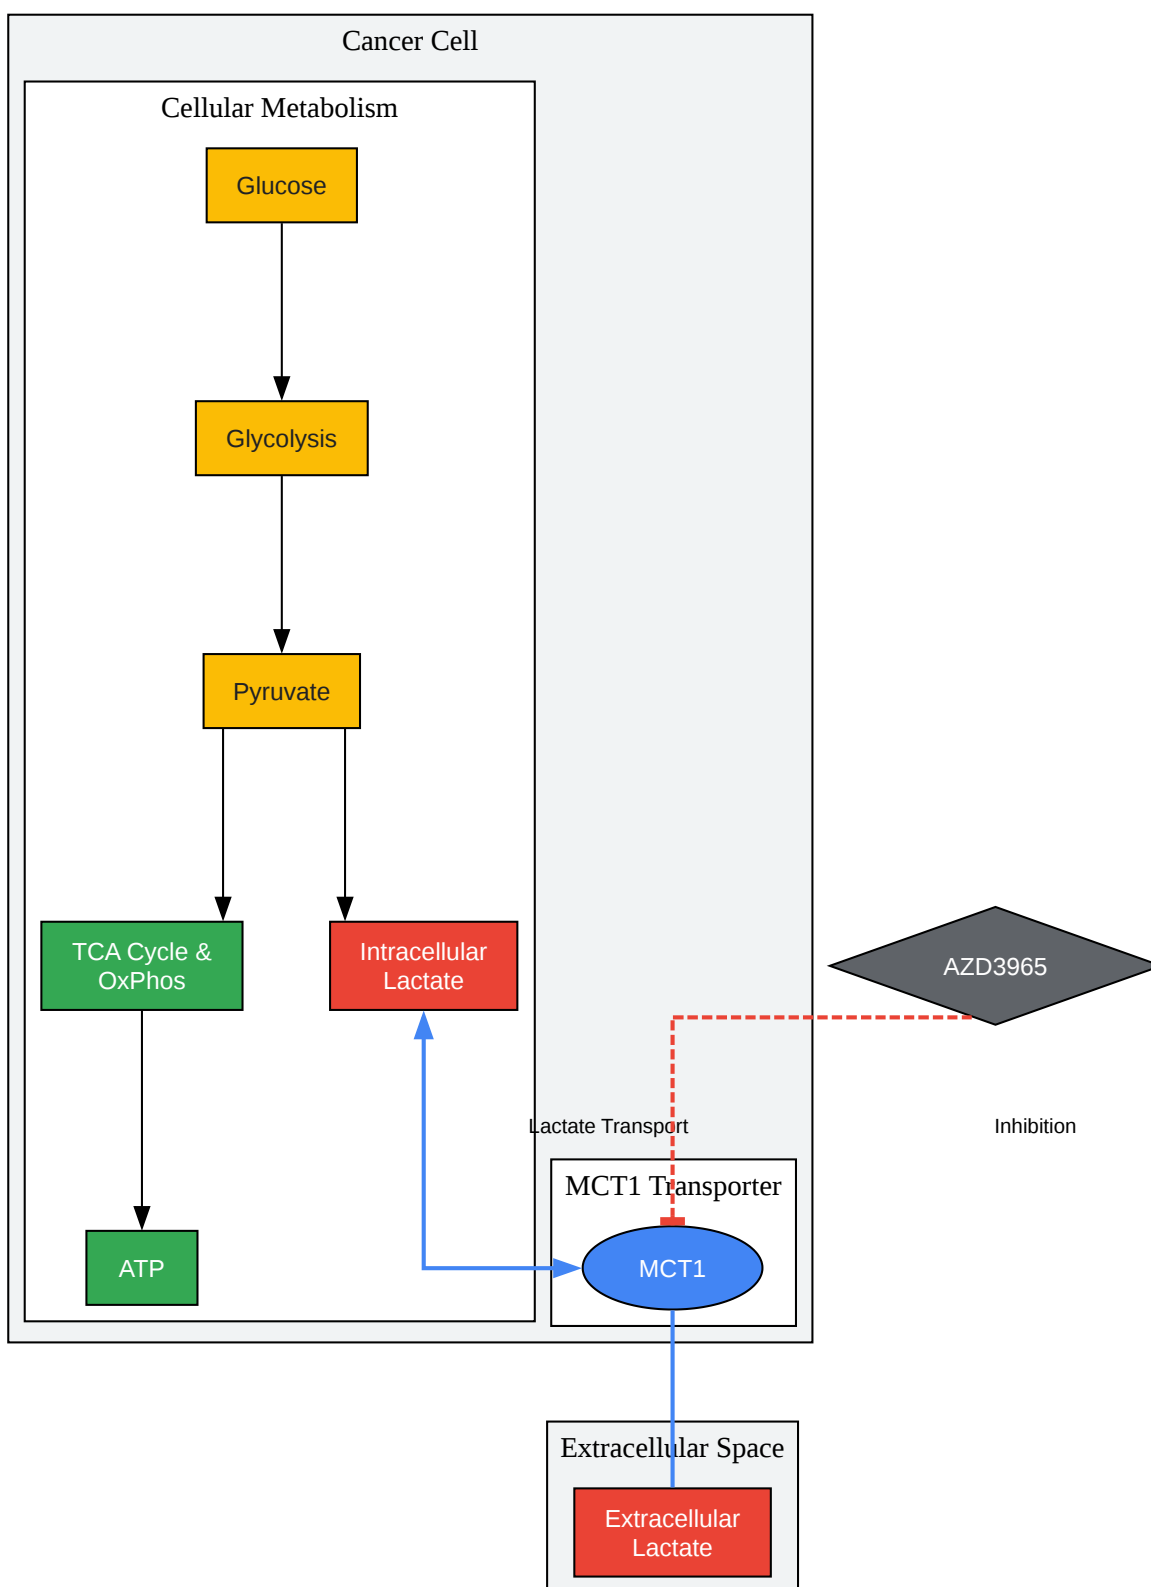 Cancer Cell
Cellular Metabolism
Glucose
Glycolysis
Pyruvate
TCA Cycle &
OxPhos
Intracellular
Lactate
AZD3965
Lactate Transport
Inhibition
MCT1 Transporter
ATP
MCT1
Extracellular Space
Extracellular
Lactate